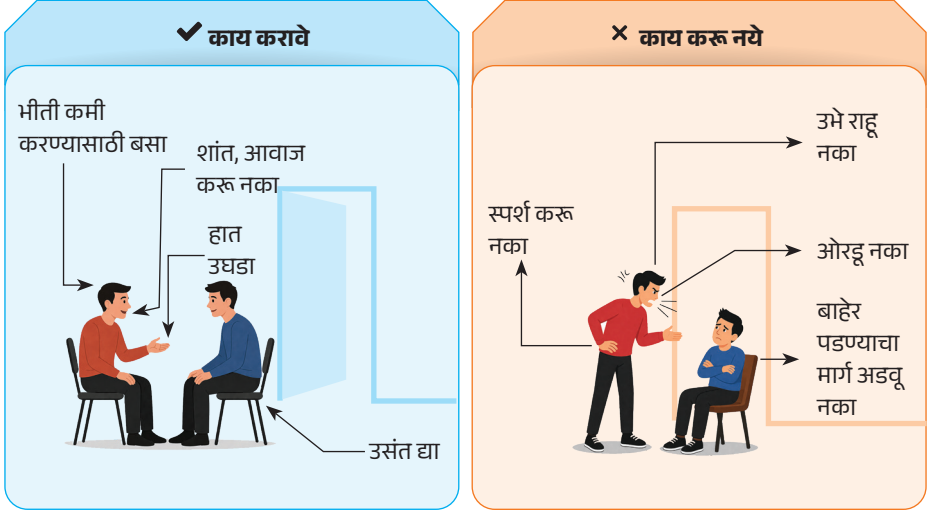 ✔ काय करावे
भीती कमी
करण्यासाठी बसा
शांत, आवाज
करू नका
हात
उघडा
उसंत द्या
× काय करू नये
उभे राहू
नका
स्पर्श करू
नका
ओरडू नका
बाहेर
पडण्याचा
मार्ग अडवू
नका